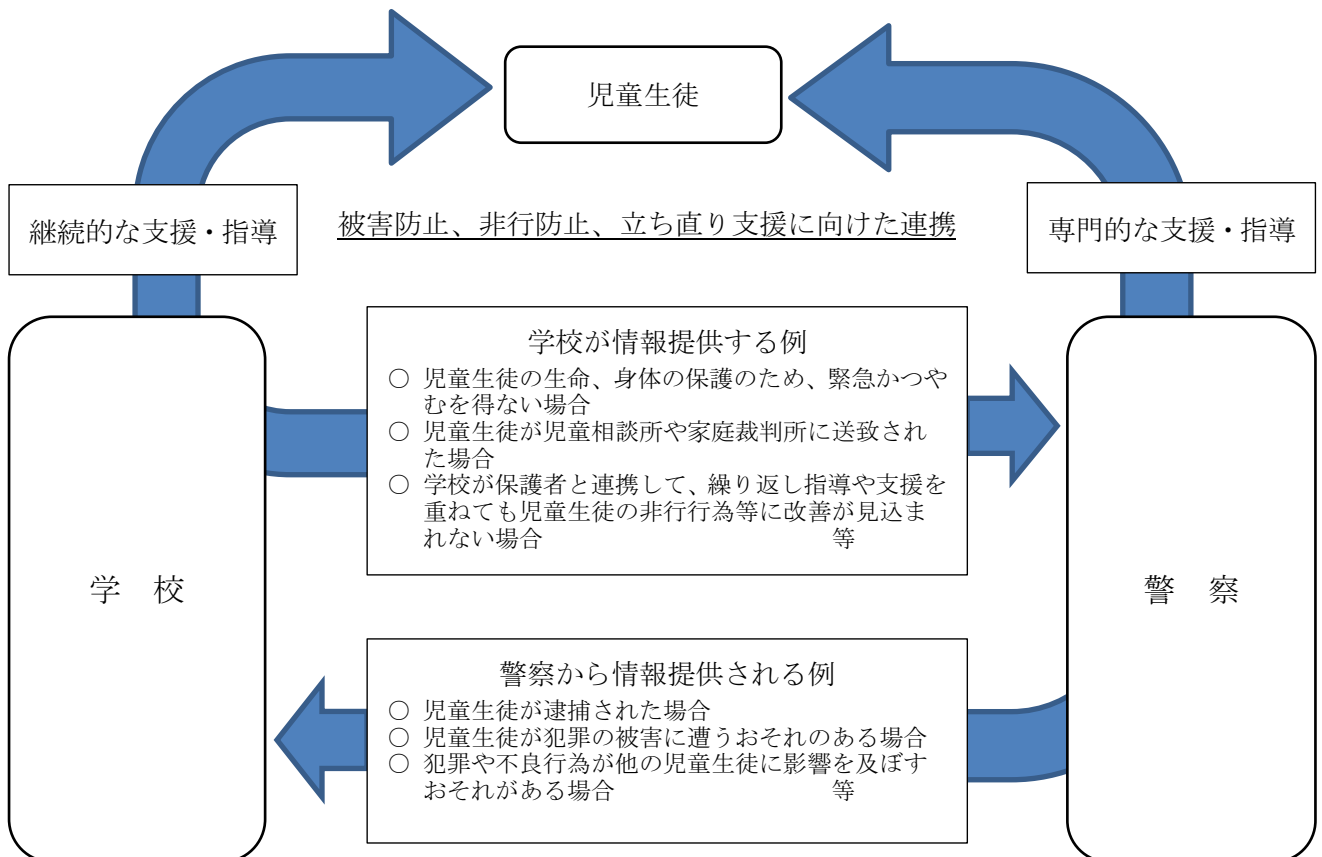 児童生徒
継続的な支援・指導
被害防止、非行防止、立ち直り支援に向けた連携
専門的な支援・指導
学校が情報提供する例
○ 児童生徒の生命、身体の保護のため、緊急かつや
むを得ない場合
○ 児童生徒が児童相談所や家庭裁判所に送致され
た場合
○ 学校が保護者と連携して、繰り返し指導や支援を
重ねても児童生徒の非行行為等に改善が見込ま
れない場合 等
学 校
警 察
警察から情報提供される例
○ 児童生徒が逮捕された場合
○ 児童生徒が犯罪の被害に遭うおそれのある場合
○ 犯罪や不良行為が他の児童生徒に影響を及ぼす
おそれがある場合 等